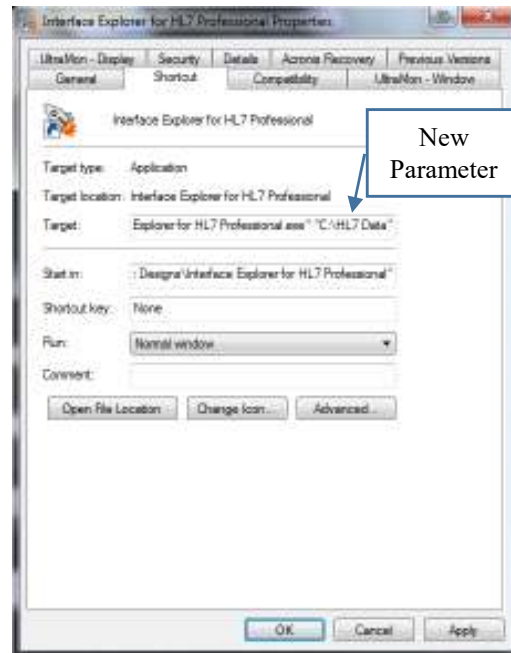 Interface Explorer for HL7 Professional Properties
UltraMon - Display Security Details Acronis Recovery Previous Versions
General Shortcut Compatibility UltraMon - Window
Interface Explorer for HL7 Professional
New
Parameter
Target type: Application
Target location: Interface Explorer for HL7 Professional
Target: Explorer for HL7 Professional.exe" "C:\HL7 Data"
Start in: : Designs\Interface Explorer for HL7 Professional"
Shortcut key: None
Run: Normal window
Comment:
Open File Location Change Icon... Advanced...
OK Cancel Apply